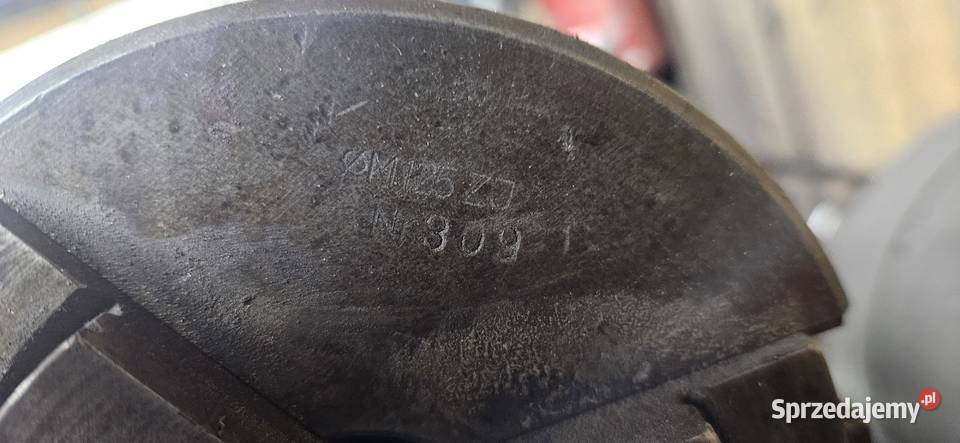 ØM125 ZJ
Nr 309
Sprzedajemy.pl